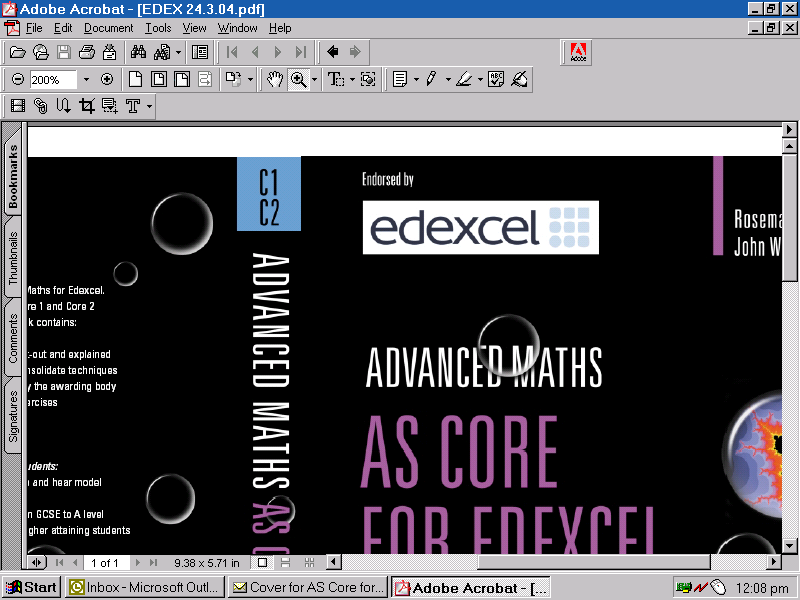 Adobe Acrobat - [EDEX 24.3.04.pdf]
File Edit Document Tools View Window Help
Adobe
200%
Bookmarks
Thumbnails
Comments
Signatures
Maths for Edexcel.
re 1 and Core 2
k contains:
-out and explained
nsolidate techniques
y the awarding body
ercises
udents:
and hear model
n GCSE to A level
gher attaining students
C1
C2
ADVANCED MATHS AS C
Endorsed by
edexcel
Rosema
John W
ADVANCED MATHS
AS CORE
FOR EDEXCEL
1 of 1
9.38 x 5.71 in
Start
Inbox - Microsoft Outl...
Cover for AS Core for...
Adobe Acrobat - [...
12:08 pm